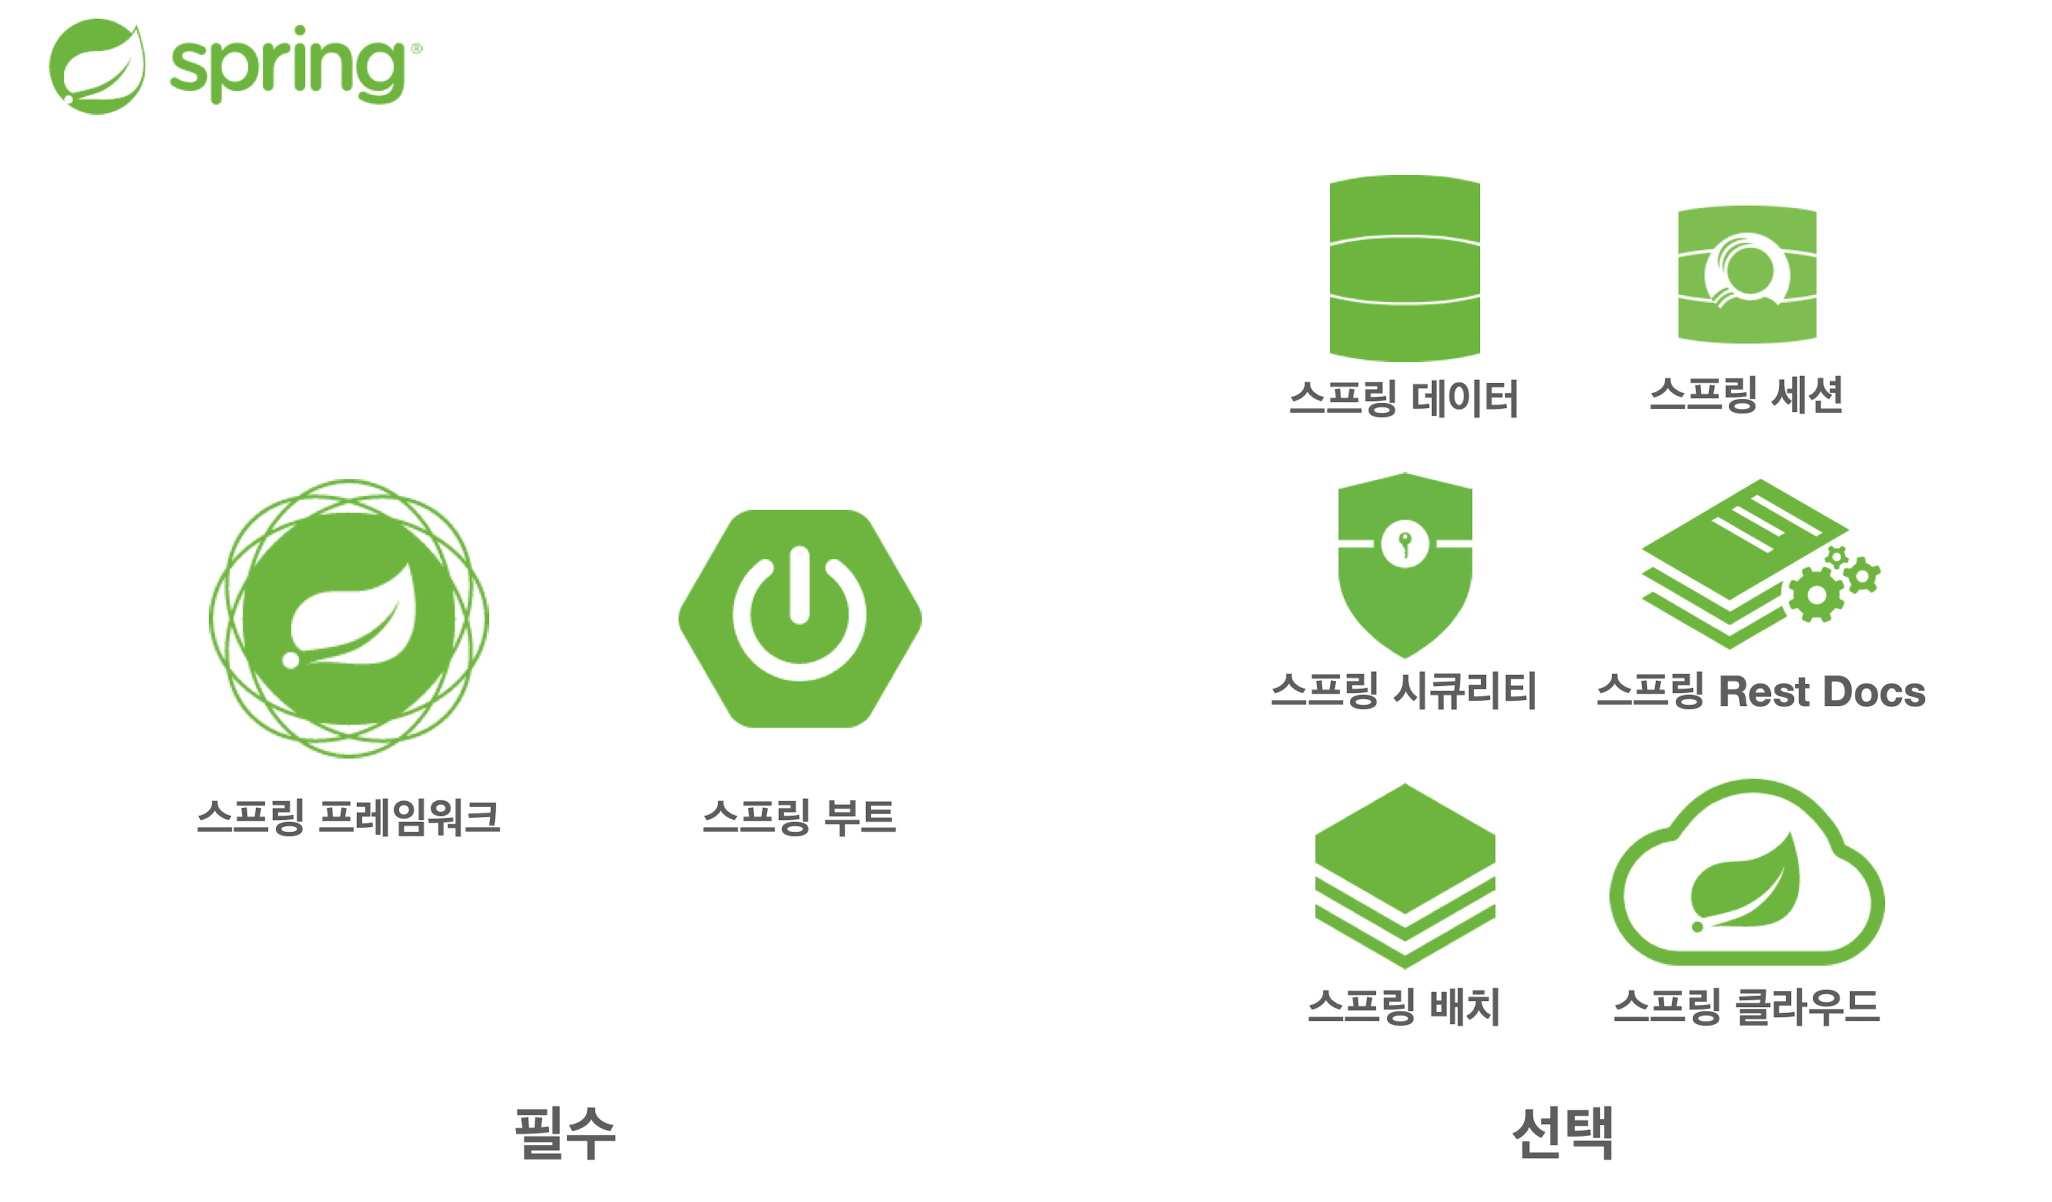 spring®
스프링 데이터
스프링 세션
스프링 시큐리티
스프링 Rest Docs
스프링 프레임워크
스프링 부트
스프링 배치
스프링 클라우드
필수
선택